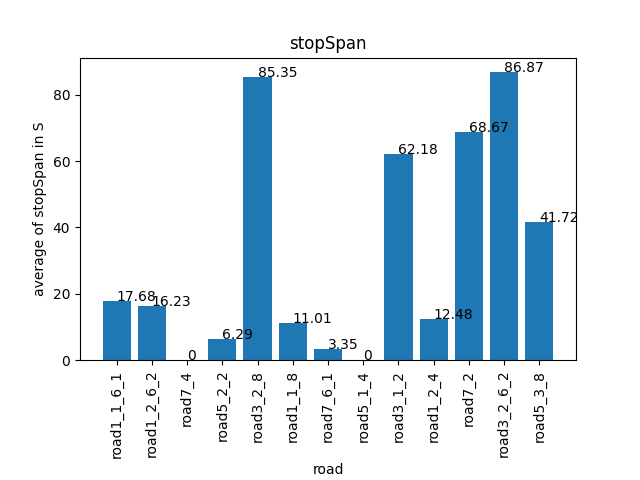 stopSpan
average of stopSpan in S
80
60
40
20
0
17.68
16.23
0
6.29
85.35
11.01
3.35
0
62.18
12.48
68.67
86.87
41.72
road1_1_6_1
road1_2_6_2
road7_4
road5_2_2
road3_2_8
road1_1_8
road7_6_1
road5_1_4
road3_1_2
road1_2_4
road7_2
road3_2_6_2
road5_3_8
road